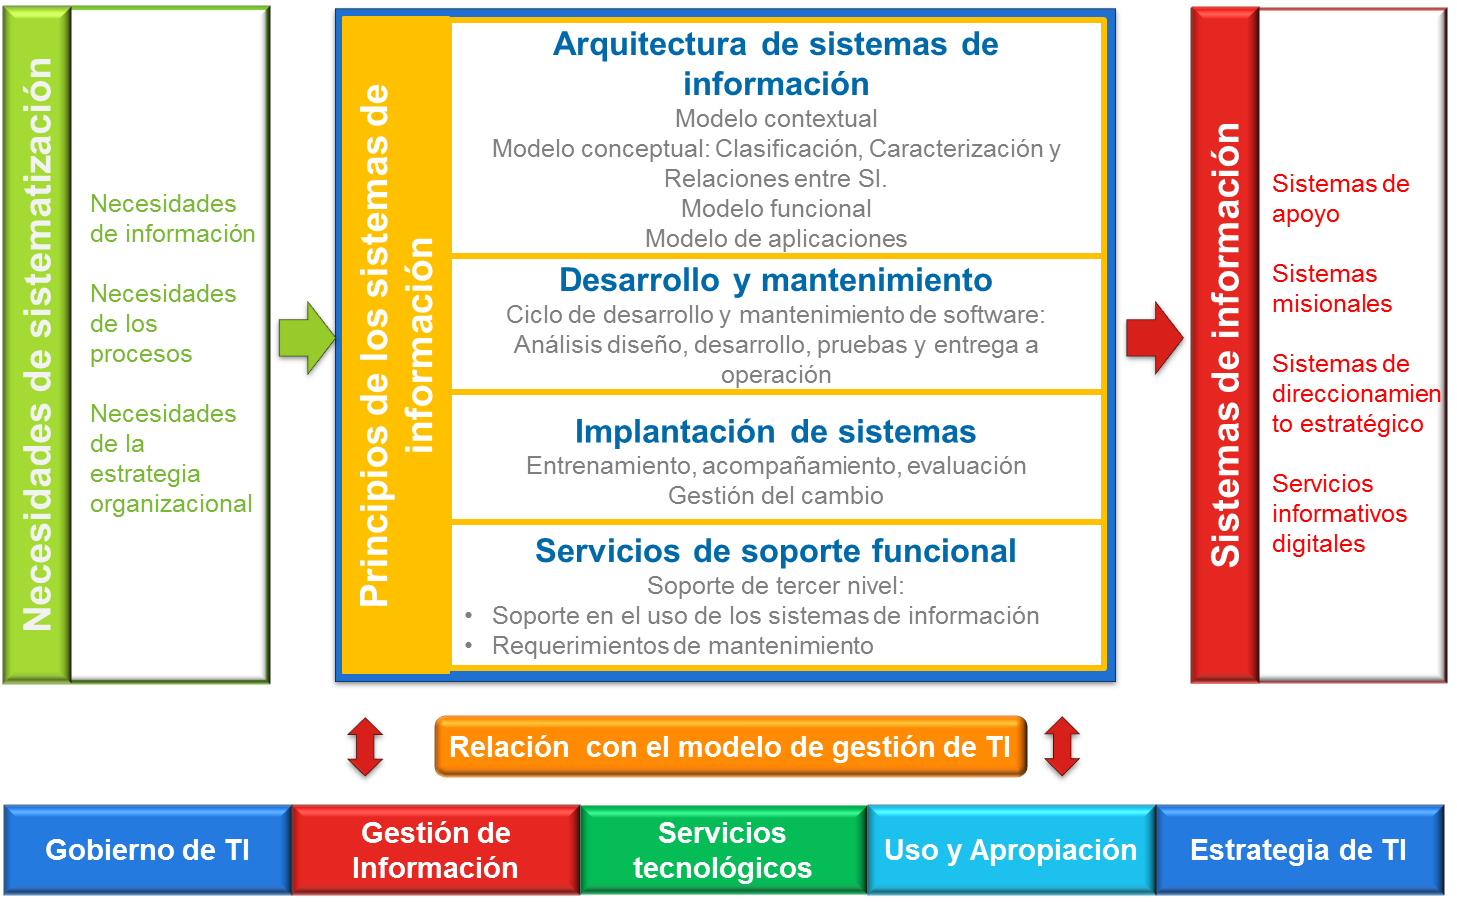 Necesidades de sistematización
Necesidades
de información
Necesidades
de los
procesos
Necesidades
de la
estrategia
organizacional
Principios de los sistemas de
información
Arquitectura de sistemas de
información
Modelo contextual
Modelo conceptual: Clasificación, Caracterización y
Relaciones entre SI.
Modelo funcional
Modelo de aplicaciones
Desarrollo y mantenimiento
Ciclo de desarrollo y mantenimiento de software:
Análisis diseño, desarrollo, pruebas y entrega a
operación
Implantación de sistemas
Entrenamiento, acompañamiento, evaluación
Gestión del cambio
Servicios de soporte funcional
Soporte de tercer nivel:
• Soporte en el uso de los sistemas de información
• Requerimientos de mantenimiento
Sistemas de información
Sistemas de
apoyo
Sistemas
misionales
Sistemas de
direccionamien
to estratégico
Servicios
informativos
digitales
Relación con el modelo de gestión de TI
Gobierno de TI
Gestión de
Información
Servicios
tecnológicos
Uso y Apropiación
Estrategia de TI